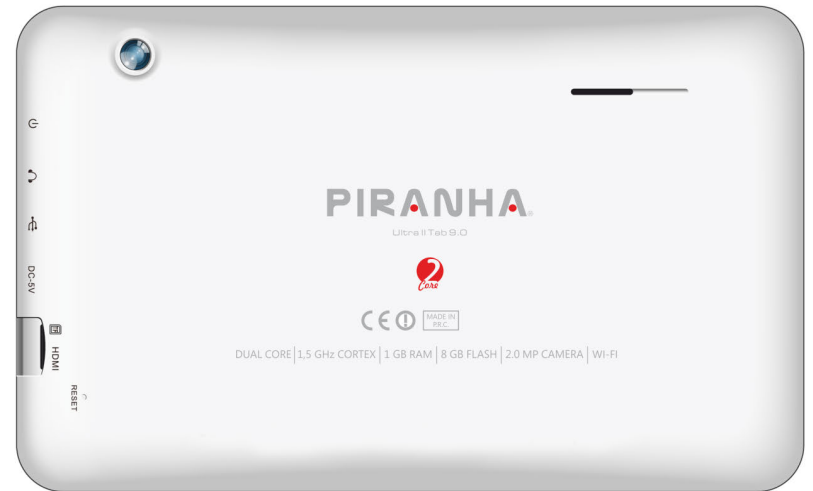 PIRANHA
Ultra II Tab 9.0
2
Core
CE
MADE IN
P.R.C.
DUAL CORE | 1,5 GHz CORTEX | 1 GB RAM | 8 GB FLASH | 2.0 MP CAMERA | WI-FI
DC-5V
HDMI
RESET